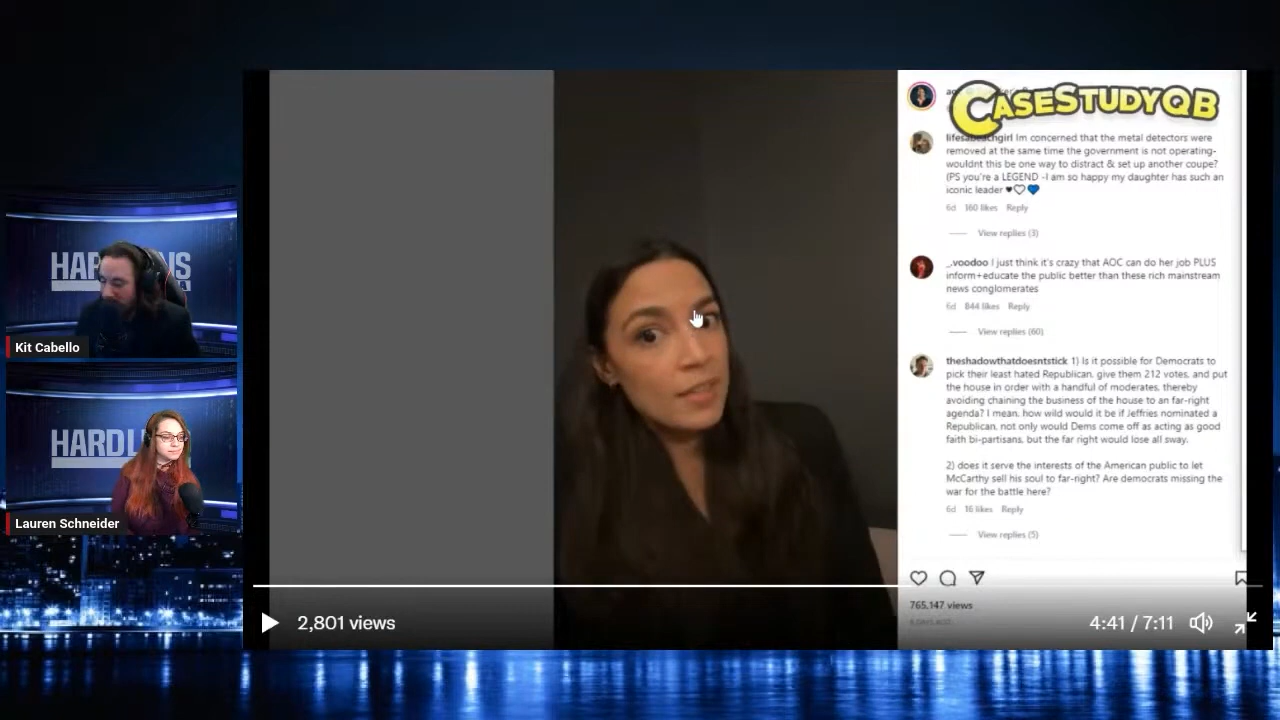 CASESTUDYQB
lifesabeachgirl Im concerned that the metal detectors were
removed at the same time the government is not operating-
wouldnt this be one way to distract & set up another coupe?
(PS you're a LEGEND -I am so happy my daughter has such an
iconic leader ♥🤍💙
6d 160 likes Reply
View replies (3)
_.voodoo I just think it's crazy that AOC can do her job PLUS
inform+educate the public better than these rich mainstream
news conglomerates
6d 844 likes Reply
View replies (60)
theshadowthatdoesntstick 1) Is it possible for Democrats to
pick their least hated Republican, give them 212 votes, and put
the house in order with a handful of moderates, thereby
avoiding chaining the business of the house to an far-right
agenda? I mean, how wild would it be if Jeffries nominated a
Republican, not only would Dems come off as acting as good
faith bi-partisans, but the far right would lose all sway.
2) does it serve the interests of the American public to let
McCarthy sell his soul to far-right? Are democrats missing the
war for the battle here?
6d 16 likes Reply
View replies (5)
765,147 views
2,801 views
4:41 / 7:11
HA NS
Kit Cabello
HARDL
Lauren Schneider